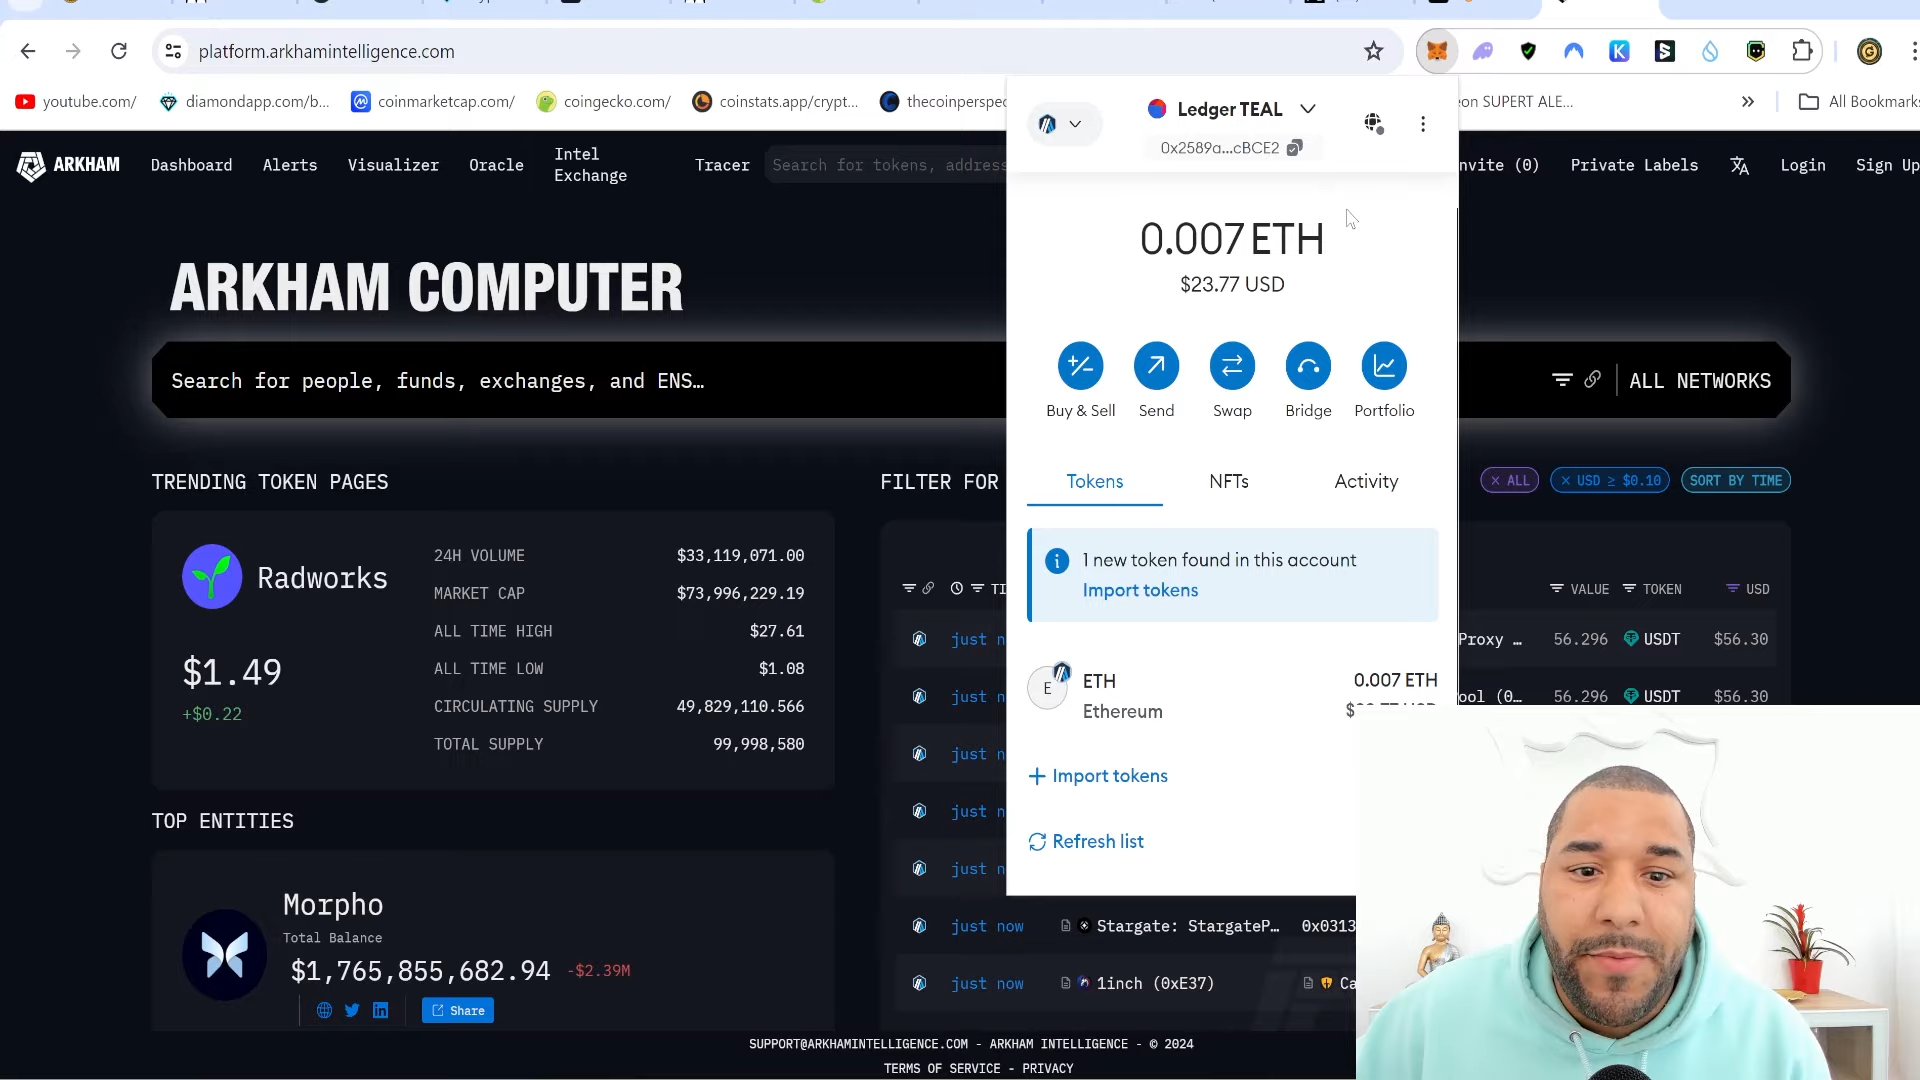 platform.arkhamintelligence.com
youtube.com/
diamondapp.com/b...
coinmarketcap.com/
coingecko.com/
coinstats.app/crypt...
thecoinperspec
on SUPERT ALE...
»
All Bookmarks
ARKHAM
Dashboard
Alerts
Visualizer
Oracle
Intel
Exchange
Tracer
Search for tokens, address
nvite (0)
Private Labels
Login
Sign Up
Ledger TEAL
0x2589a...cBCE2
0.007 ETH
$23.77 USD
Buy & Sell
Send
Swap
Bridge
Portfolio
Tokens
NFTs
Activity
1 new token found in this account
Import tokens
E
ETH
0.007 ETH
Ethereum
+ Import tokens
Refresh list
ARKHAM COMPUTER
Search for people, funds, exchanges, and ENS…
ALL NETWORKS
TRENDING TOKEN PAGES
Radworks
$1.49
+$0.22
24H VOLUME $33,119,071.00
MARKET CAP $73,996,229.19
ALL TIME HIGH $27.61
ALL TIME LOW $1.08
CIRCULATING SUPPLY 49,829,110.566
TOTAL SUPPLY 99,998,580
TOP ENTITIES
Morpho
Total Balance
$1,765,855,682.94 -$2.39M
Share
FILTER FOR
× ALL
× USD ≥ $0.10
SORT BY TIME
TI
VALUE
TOKEN
USD
just n
Proxy …
56.296
USDT
$56.30
just n
ool (0…
56.296
USDT
$56.30
just n
just n
just n
just now
Stargate: StargateP…
0x0313
just now
1inch (0xE37)
Ca
SUPPORT@ARKHAMINTELLIGENCE.COM - ARKHAM INTELLIGENCE - © 2024
TERMS OF SERVICE - PRIVACY